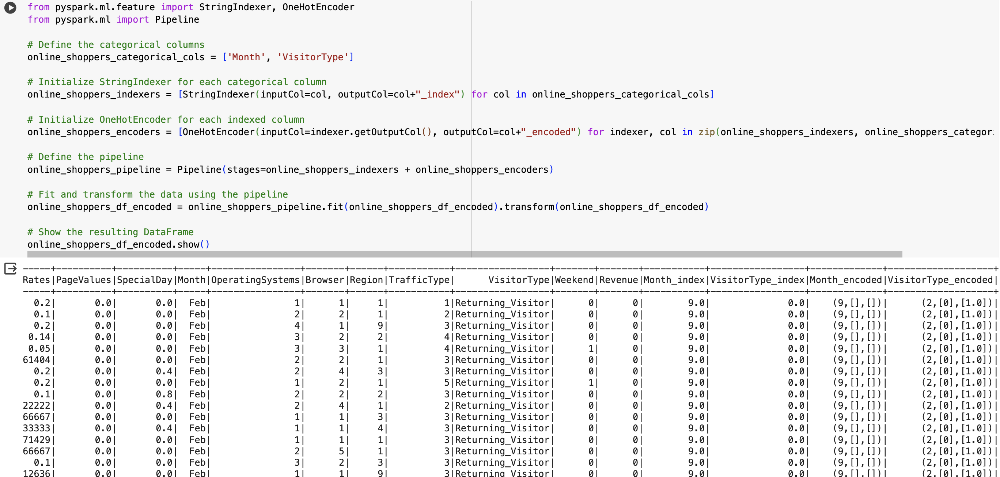 from pyspark.ml.feature import StringIndexer, OneHotEncoder
from pyspark.ml import Pipeline
# Define the categorical columns
online_shoppers_categorical_cols = ['Month', 'VisitorType']
# Initialize StringIndexer for each categorical column
online_shoppers_indexers = [StringIndexer(inputCol=col, outputCol=col+"_index") for col in online_shoppers_categorical_cols]
# Initialize OneHotEncoder for each indexed column
online_shoppers_encoders = [OneHotEncoder(inputCol=indexer.getOutputCol(), outputCol=col+"_encoded") for indexer, col in zip(online_shoppers_indexers, online_shoppers_categor
# Define the pipeline
online_shoppers_pipeline = Pipeline(stages=online_shoppers_indexers + online_shoppers_encoders)
# Fit and transform the data using the pipeline
online_shoppers_df_encoded = online_shoppers_pipeline.fit(online_shoppers_df_encoded).transform(online_shoppers_df_encoded)
# Show the resulting DataFrame
online_shoppers_df_encoded.show()
-----+----------+----------+-----+----------------+-------+------+-----------+-----------------+-------+-------+-----------+-----------------+-------------+-------------------+
Rates|PageValues|SpecialDay|Month|OperatingSystems|Browser|Region|TrafficType|      VisitorType|Weekend|Revenue|Month_index|VisitorType_index|Month_encoded|VisitorType_encoded|
-----+----------+----------+-----+----------------+-------+------+-----------+-----------------+-------+-------+-----------+-----------------+-------------+-------------------+
  0.2|       0.0|       0.0|  Feb|               1|      1|     1|          1|Returning_Visitor|      0|      0|        9.0|              0.0|    (9,[],[])|      (2,[0],[1.0])|
  0.1|       0.0|       0.0|  Feb|               2|      2|     1|          2|Returning_Visitor|      0|      0|        9.0|              0.0|    (9,[],[])|      (2,[0],[1.0])|
  0.2|       0.0|       0.0|  Feb|               4|      1|     9|          3|Returning_Visitor|      0|      0|        9.0|              0.0|    (9,[],[])|      (2,[0],[1.0])|
 0.14|       0.0|       0.0|  Feb|               3|      2|     2|          4|Returning_Visitor|      0|      0|        9.0|              0.0|    (9,[],[])|      (2,[0],[1.0])|
 0.05|       0.0|       0.0|  Feb|               3|      3|     1|          4|Returning_Visitor|      1|      0|        9.0|              0.0|    (9,[],[])|      (2,[0],[1.0])|
61404|       0.0|       0.0|  Feb|               2|      2|     1|          3|Returning_Visitor|      0|      0|        9.0|              0.0|    (9,[],[])|      (2,[0],[1.0])|
  0.2|       0.0|       0.4|  Feb|               2|      4|     3|          3|Returning_Visitor|      0|      0|        9.0|              0.0|    (9,[],[])|      (2,[0],[1.0])|
  0.2|       0.0|       0.0|  Feb|               1|      2|     1|          5|Returning_Visitor|      1|      0|        9.0|              0.0|    (9,[],[])|      (2,[0],[1.0])|
  0.1|       0.0|       0.8|  Feb|               2|      2|     2|          3|Returning_Visitor|      0|      0|        9.0|              0.0|    (9,[],[])|      (2,[0],[1.0])|
22222|       0.0|       0.4|  Feb|               2|      4|     1|          2|Returning_Visitor|      0|      0|        9.0|              0.0|    (9,[],[])|      (2,[0],[1.0])|
66667|       0.0|       0.0|  Feb|               1|      1|     3|          3|Returning_Visitor|      0|      0|        9.0|              0.0|    (9,[],[])|      (2,[0],[1.0])|
33333|       0.0|       0.4|  Feb|               1|      1|     4|          3|Returning_Visitor|      0|      0|        9.0|              0.0|    (9,[],[])|      (2,[0],[1.0])|
71429|       0.0|       0.0|  Feb|               1|      1|     1|          3|Returning_Visitor|      0|      0|        9.0|              0.0|    (9,[],[])|      (2,[0],[1.0])|
66667|       0.0|       0.0|  Feb|               2|      5|     1|          3|Returning_Visitor|      0|      0|        9.0|              0.0|    (9,[],[])|      (2,[0],[1.0])|
  0.1|       0.0|       0.0|  Feb|               3|      2|     3|          3|Returning_Visitor|      0|      0|        9.0|              0.0|    (9,[],[])|      (2,[0],[1.0])|
12636|       0.0|       0.0|  Feb|               1|      1|     9|          3|Returning_Visitor|      0|      0|        9.0|              0.0|    (9,[],[])|      (2,[0],[1.0])|